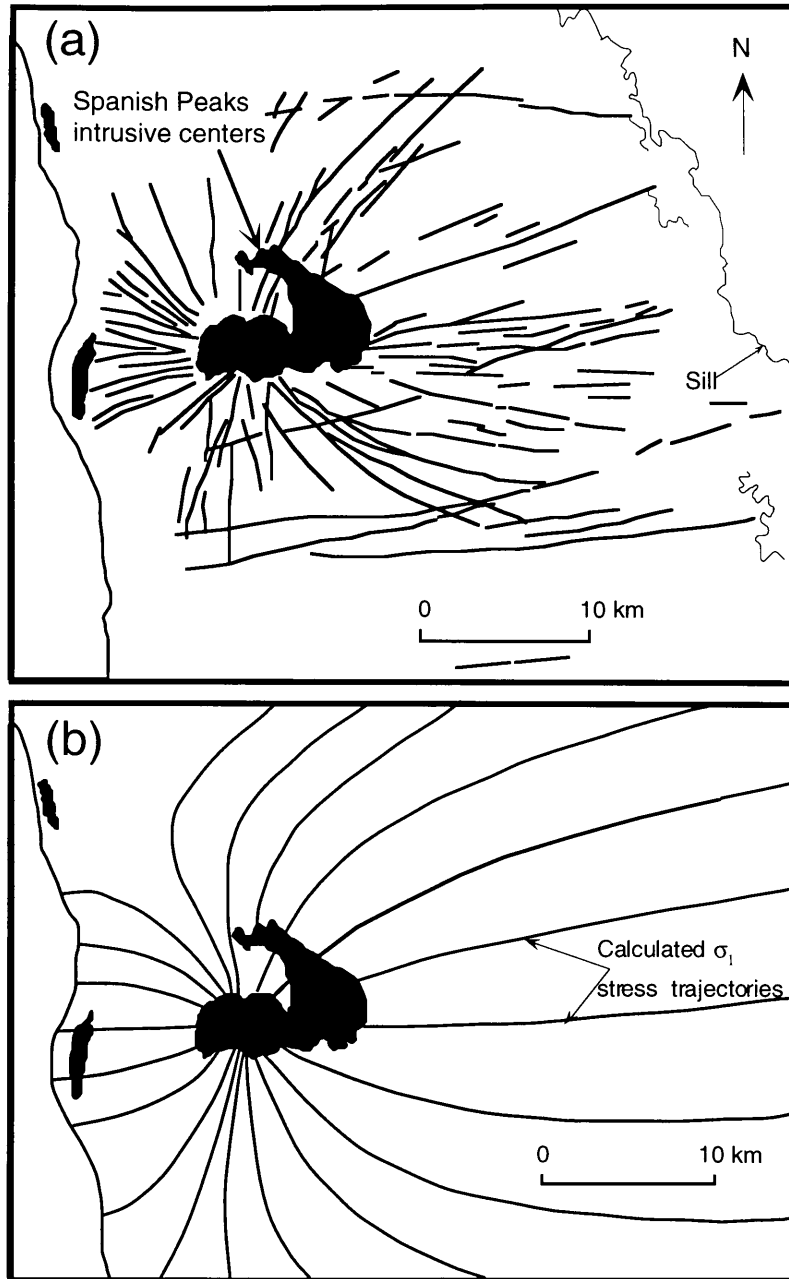 (a)
N
Spanish Peaks
intrusive centers
Sill
0 10 km
(b)
Calculated σ₁
stress trajectories
0 10 km